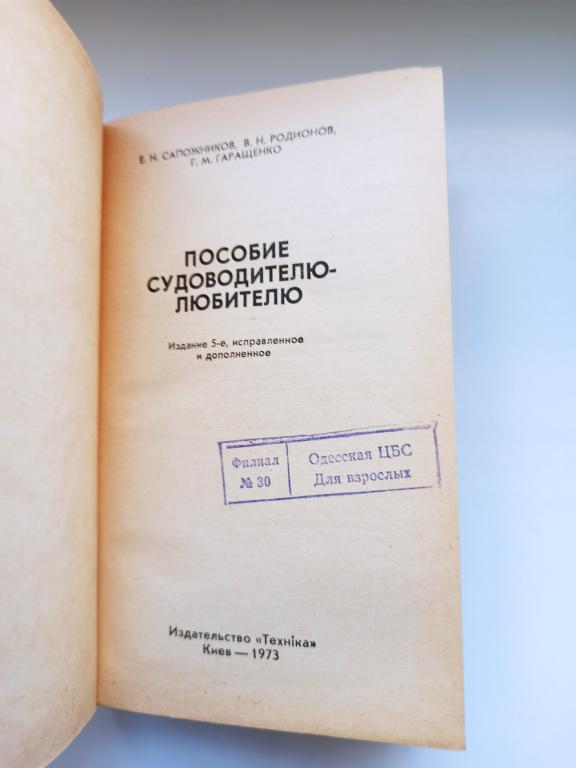 Е. Н. САПОЖНИКОВ, В. Н. РОДИОНОВ,
Г. М. ГАРАЩЕНКО
ПОСОБИЕ
СУДОВОДИТЕЛЮ-
ЛЮБИТЕЛЮ
Издание 5-е, исправленное
и дополненное
Филиал
№ 30
Одесская ЦБС
Для взрослых
Издательство «Технiка»
Киев — 1973